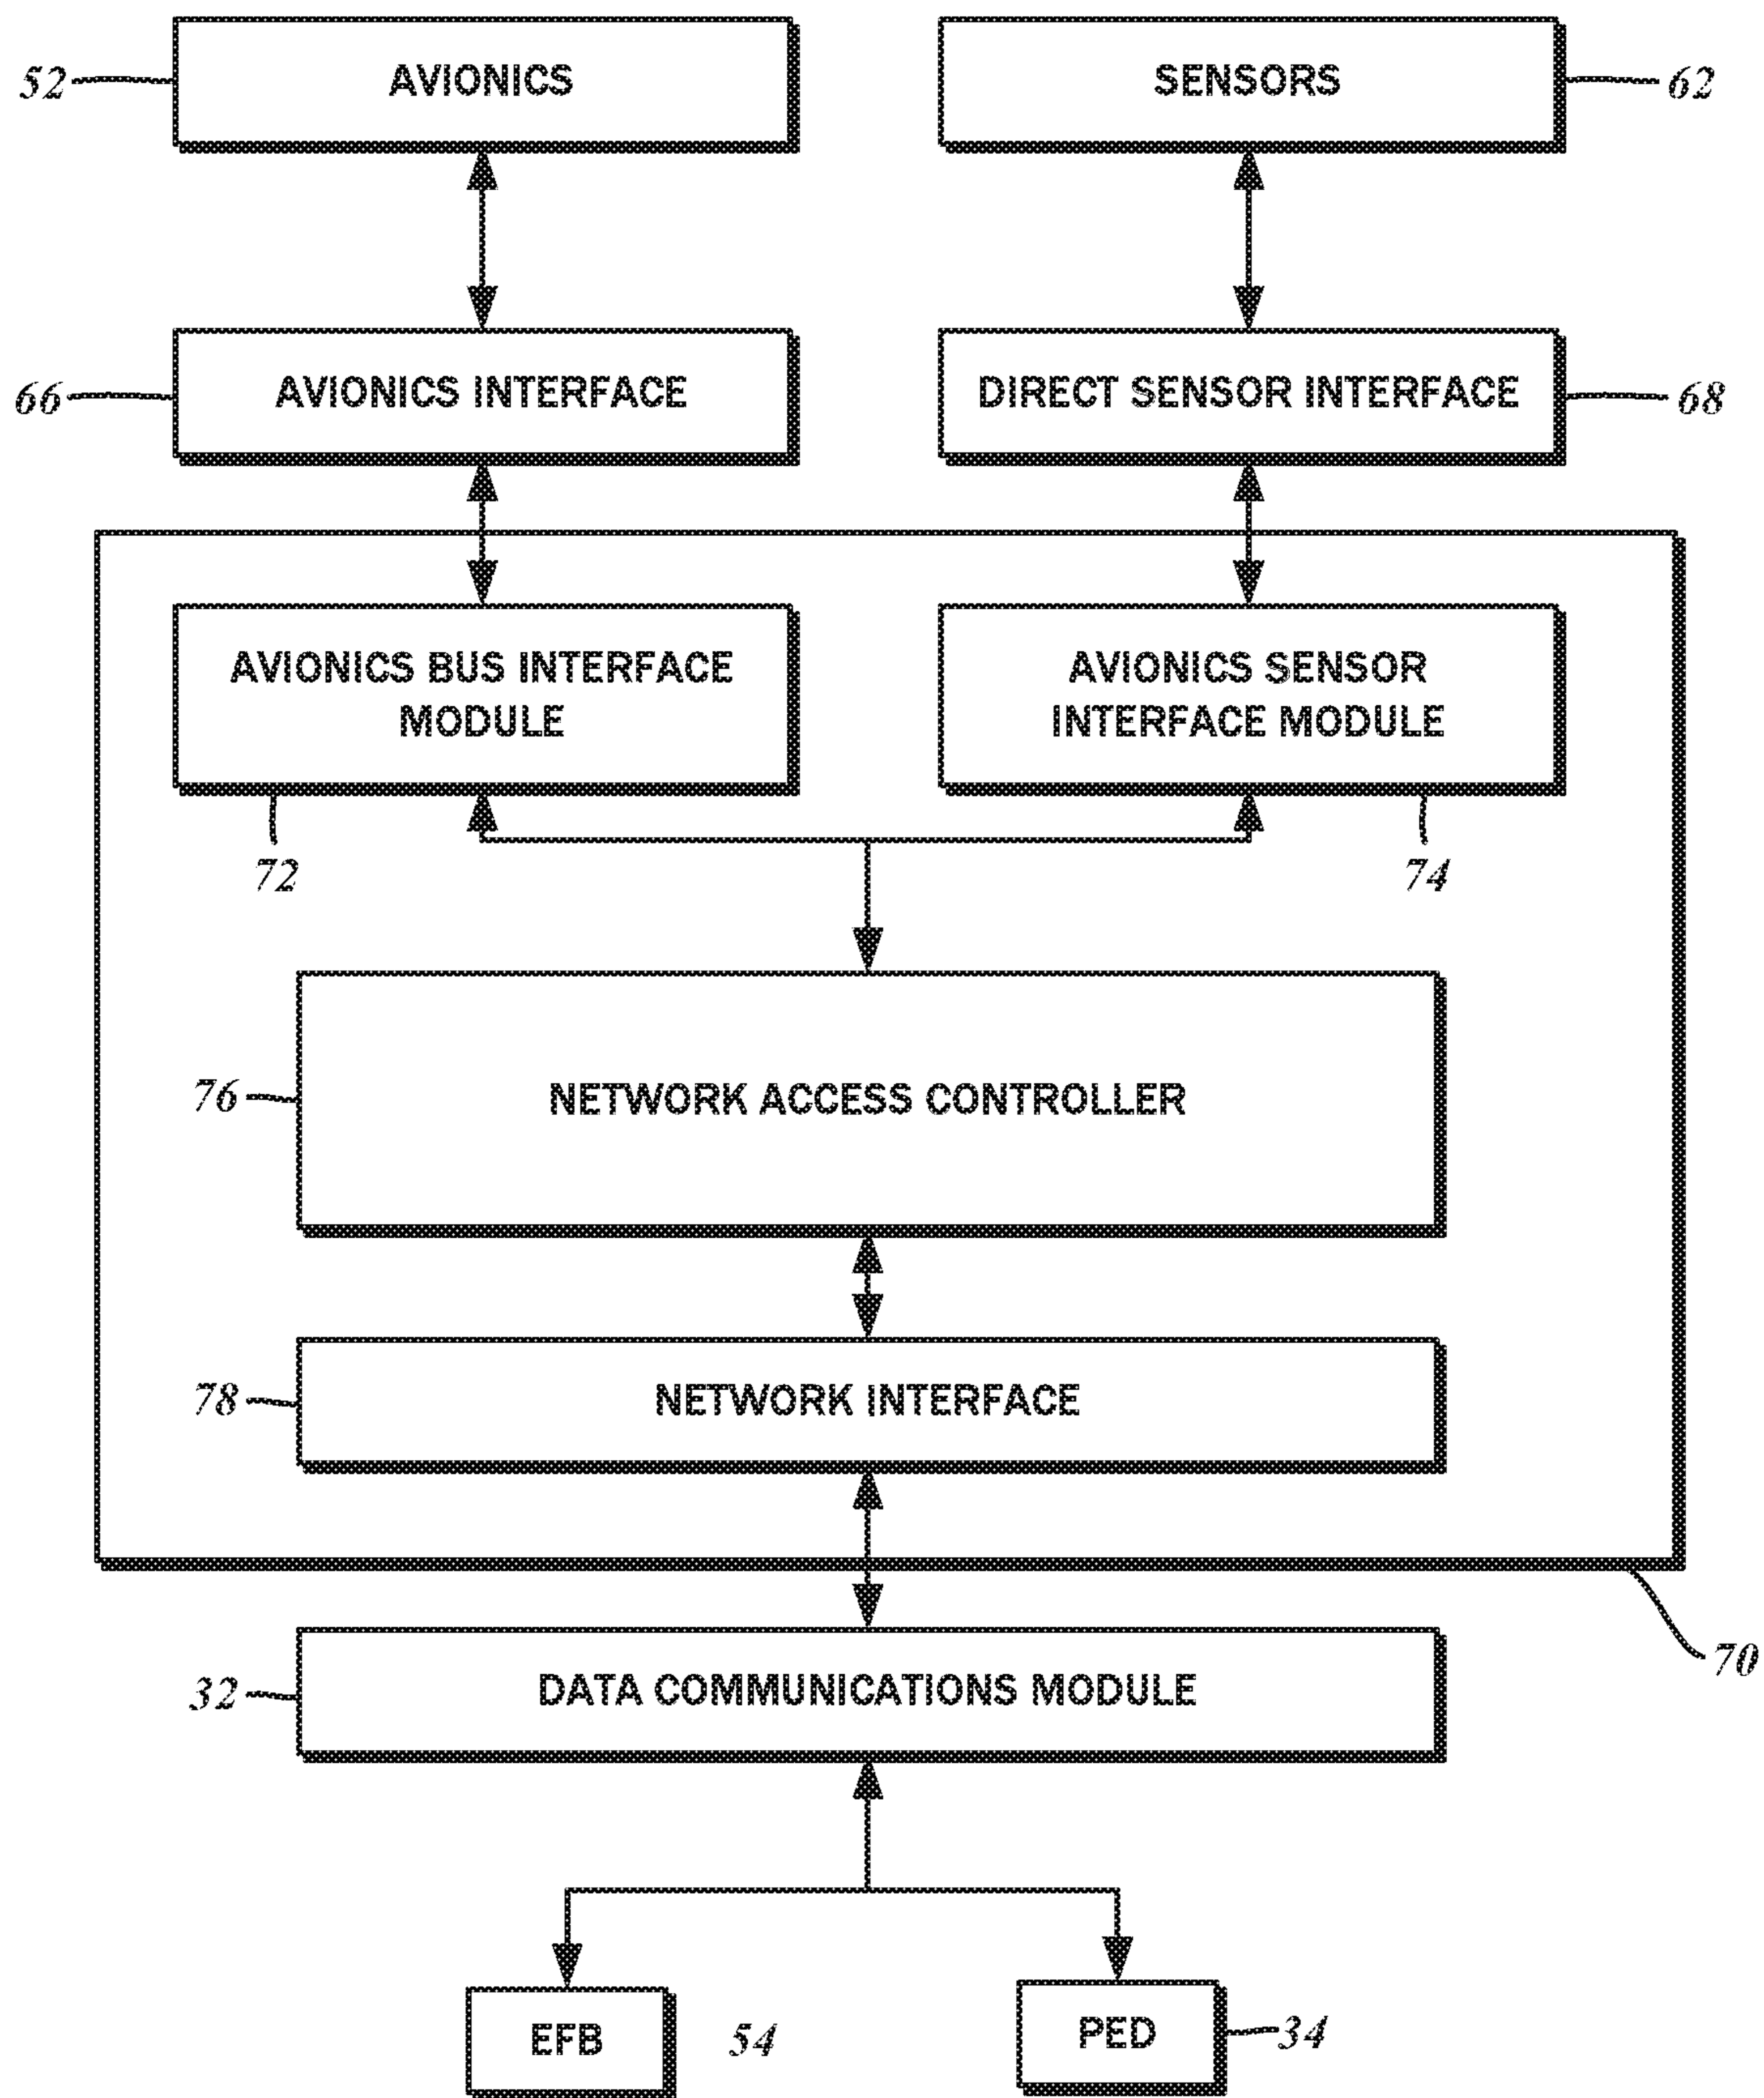 52
AVIONICS
SENSORS
62
66
AVIONICS INTERFACE
DIRECT SENSOR INTERFACE
68
AVIONICS BUS INTERFACE
MODULE
AVIONICS SENSOR
INTERFACE MODULE
72
74
76
NETWORK ACCESS CONTROLLER
78
NETWORK INTERFACE
70
32
DATA COMMUNICATIONS MODULE
EFB
54
PED
34